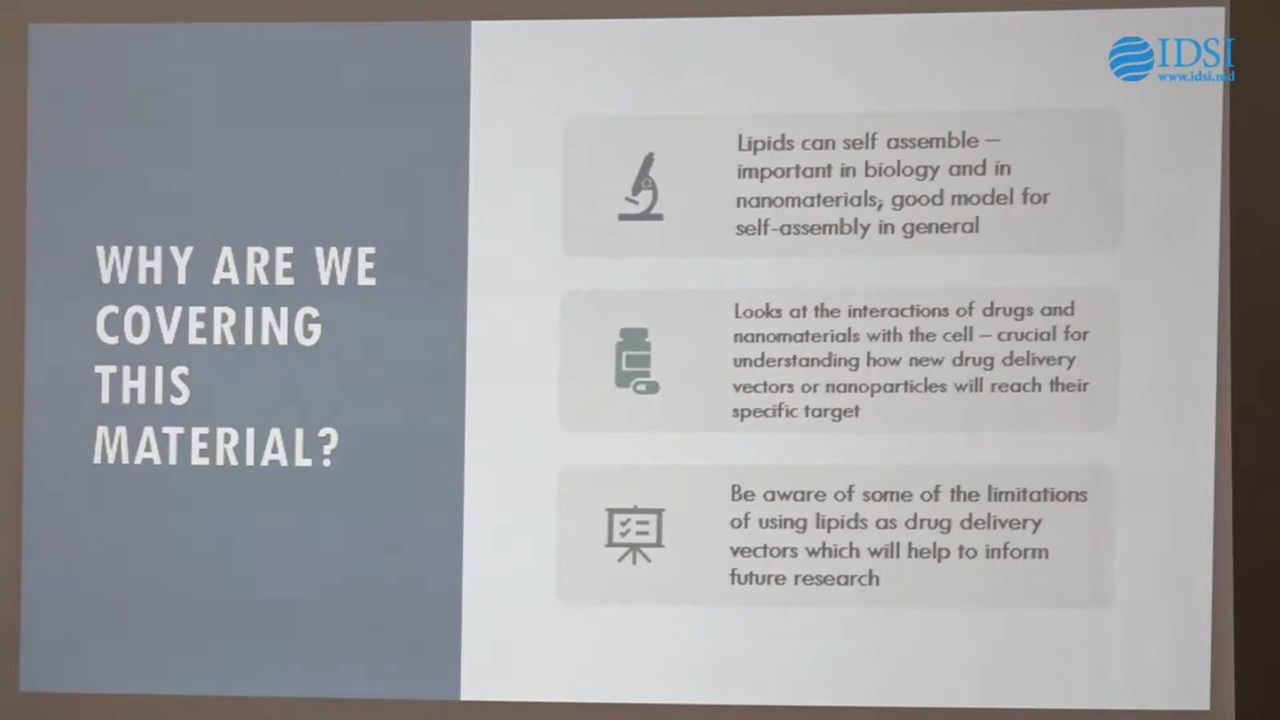 WHY ARE WE
COVERING
THIS
MATERIAL?
Lipids can self assemble –
important in biology and in
nanomaterials; good model for
self-assembly in general
Looks at the interactions of drugs and
nanomaterials with the cell – crucial for
understanding how new drug delivery
vectors or nanoparticles will reach their
specific target
Be aware of some of the limitations
of using lipids as drug delivery
vectors which will help to inform
future research
IDSI
www.idsi.md